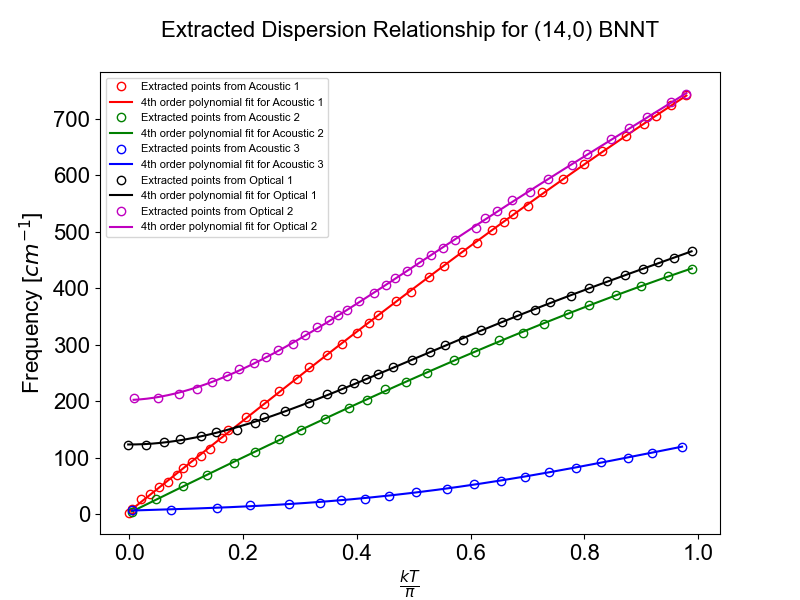 Extracted Dispersion Relationship for (14,0) BNNT
Extracted points from Acoustic 1
4th order polynomial fit for Acoustic 1
Extracted points from Acoustic 2
4th order polynomial fit for Acoustic 2
Extracted points from Acoustic 3
4th order polynomial fit for Acoustic 3
Extracted points from Optical 1
4th order polynomial fit for Optical 1
Extracted points from Optical 2
4th order polynomial fit for Optical 2
Frequency [$cm^{-1}$]
700
600
500
400
300
200
100
0
0.0 0.2 0.4 0.6 0.8 1.0
$\frac{kT}{\pi}$